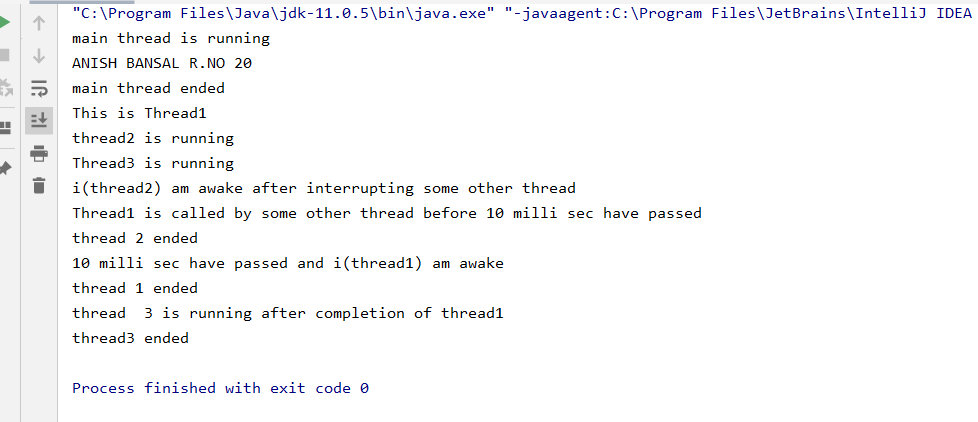 "C:\Program Files\Java\jdk-11.0.5\bin\java.exe" "-javaagent:C:\Program Files\JetBrains\IntelliJ IDEA
main thread is running
ANISH BANSAL R.NO 20
main thread ended
This is Thread1
thread2 is running
Thread3 is running
i(thread2) am awake after interrupting some other thread
Thread1 is called by some other thread before 10 milli sec have passed
thread 2 ended
10 milli sec have passed and i(thread1) am awake
thread 1 ended
thread  3 is running after completion of thread1
thread3 ended
Process finished with exit code 0